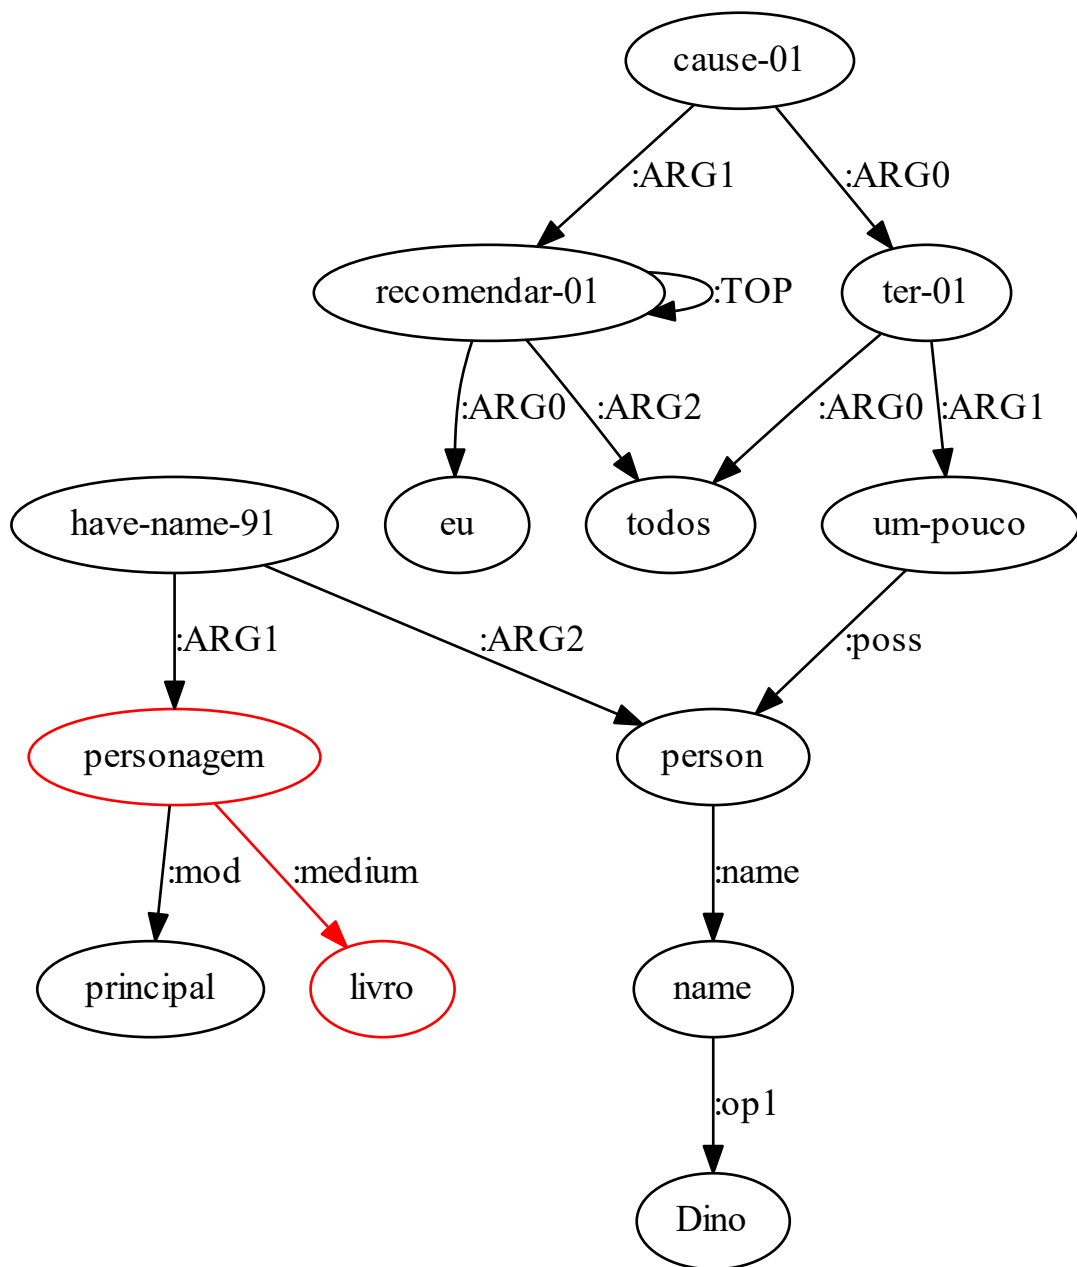 cause-01
:ARG1 :ARG0
recomendar-01 :TOP ter-01
:ARG0 :ARG2 :ARG0 :ARG1
have-name-91 eu todos um-pouco
:ARG1 :ARG2 :poss
personagem person
:mod :medium :name
principal livro name
:op1
Dino